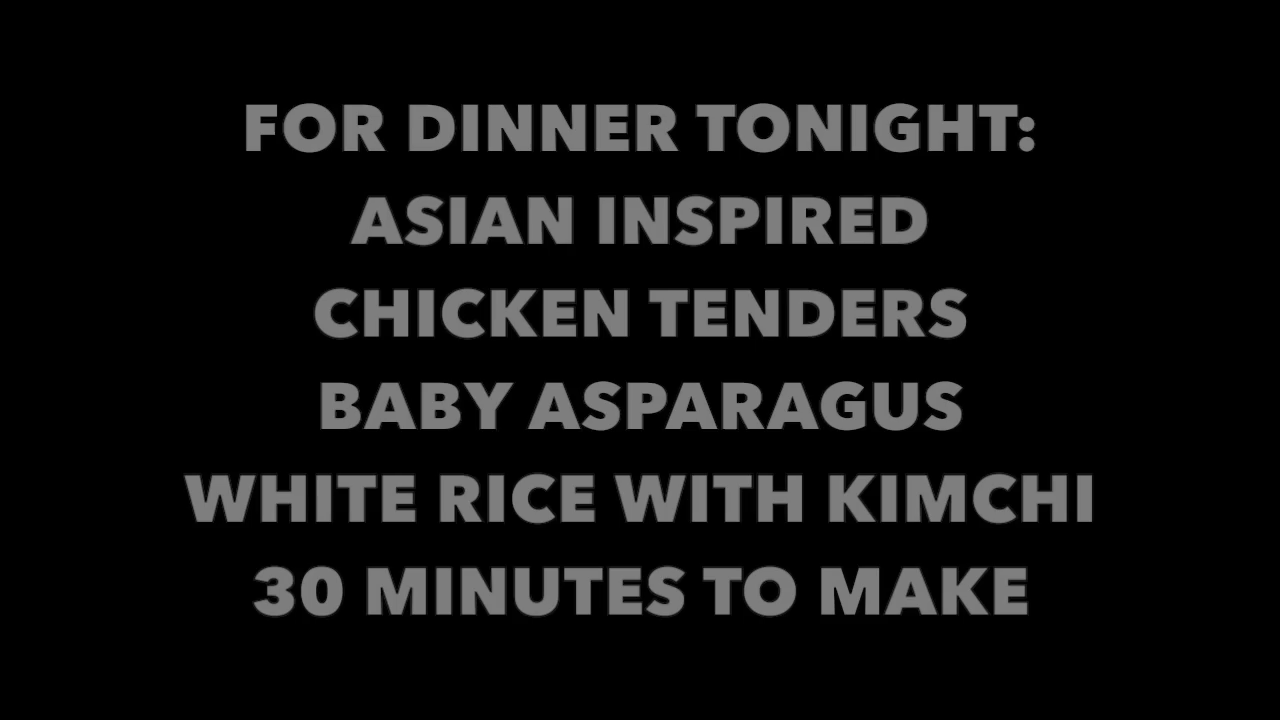 FOR DINNER TONIGHT:
ASIAN INSPIRED
CHICKEN TENDERS
BABY ASPARAGUS
WHITE RICE WITH KIMCHI
30 MINUTES TO MAKE